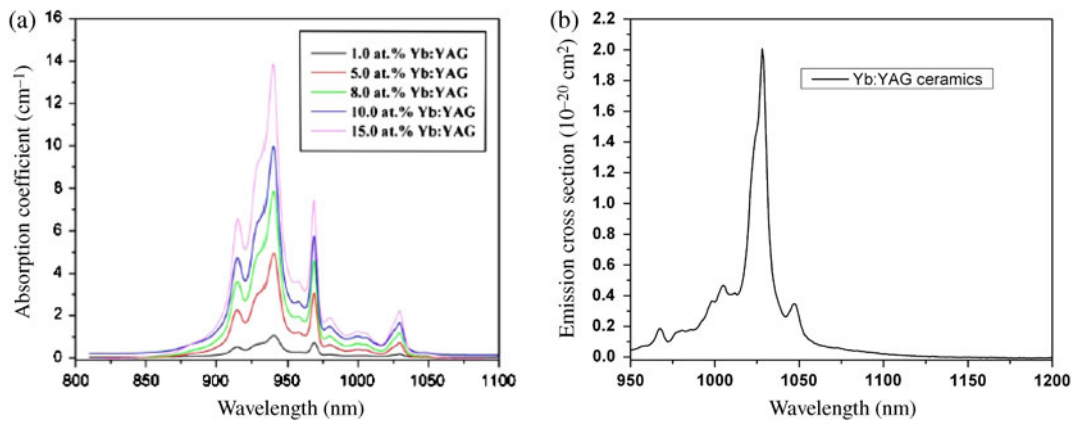 (a)
16
14
12
10
8
6
4
2
0
Absorption coefficient (cm⁻¹)
1.0 at.% Yb:YAG
5.0 at.% Yb:YAG
8.0 at.% Yb:YAG
10.0 at.% Yb:YAG
15.0 at.% Yb:YAG
800 850 900 950 1000 1050 1100
Wavelength (nm)
(b)
2.2
2.0
1.8
1.6
1.4
1.2
1.0
0.8
0.6
0.4
0.2
0.0
Emission cross section (10⁻²⁰ cm²)
Yb:YAG ceramics
950 1000 1050 1100 1150 1200
Wavelength (nm)